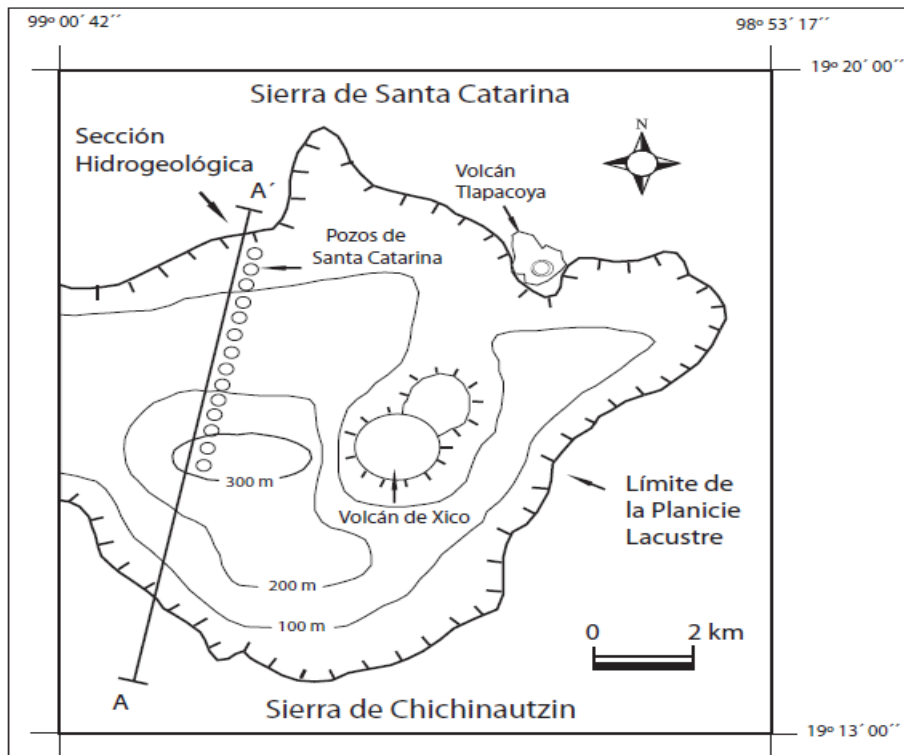 99º 00´ 42´´
98º 53´ 17´´
19º 20´ 00´´
Sierra de Santa Catarina
N
Sección
Hidrogeológica
Volcán
Tlapacoya
A´
Pozos de
Santa Catarina
300 m
Límite de
la Planicie
Lacustre
Volcán de Xico
200 m
100 m
0 2 km
A
Sierra de Chichinautzin
19º 13´ 00´´